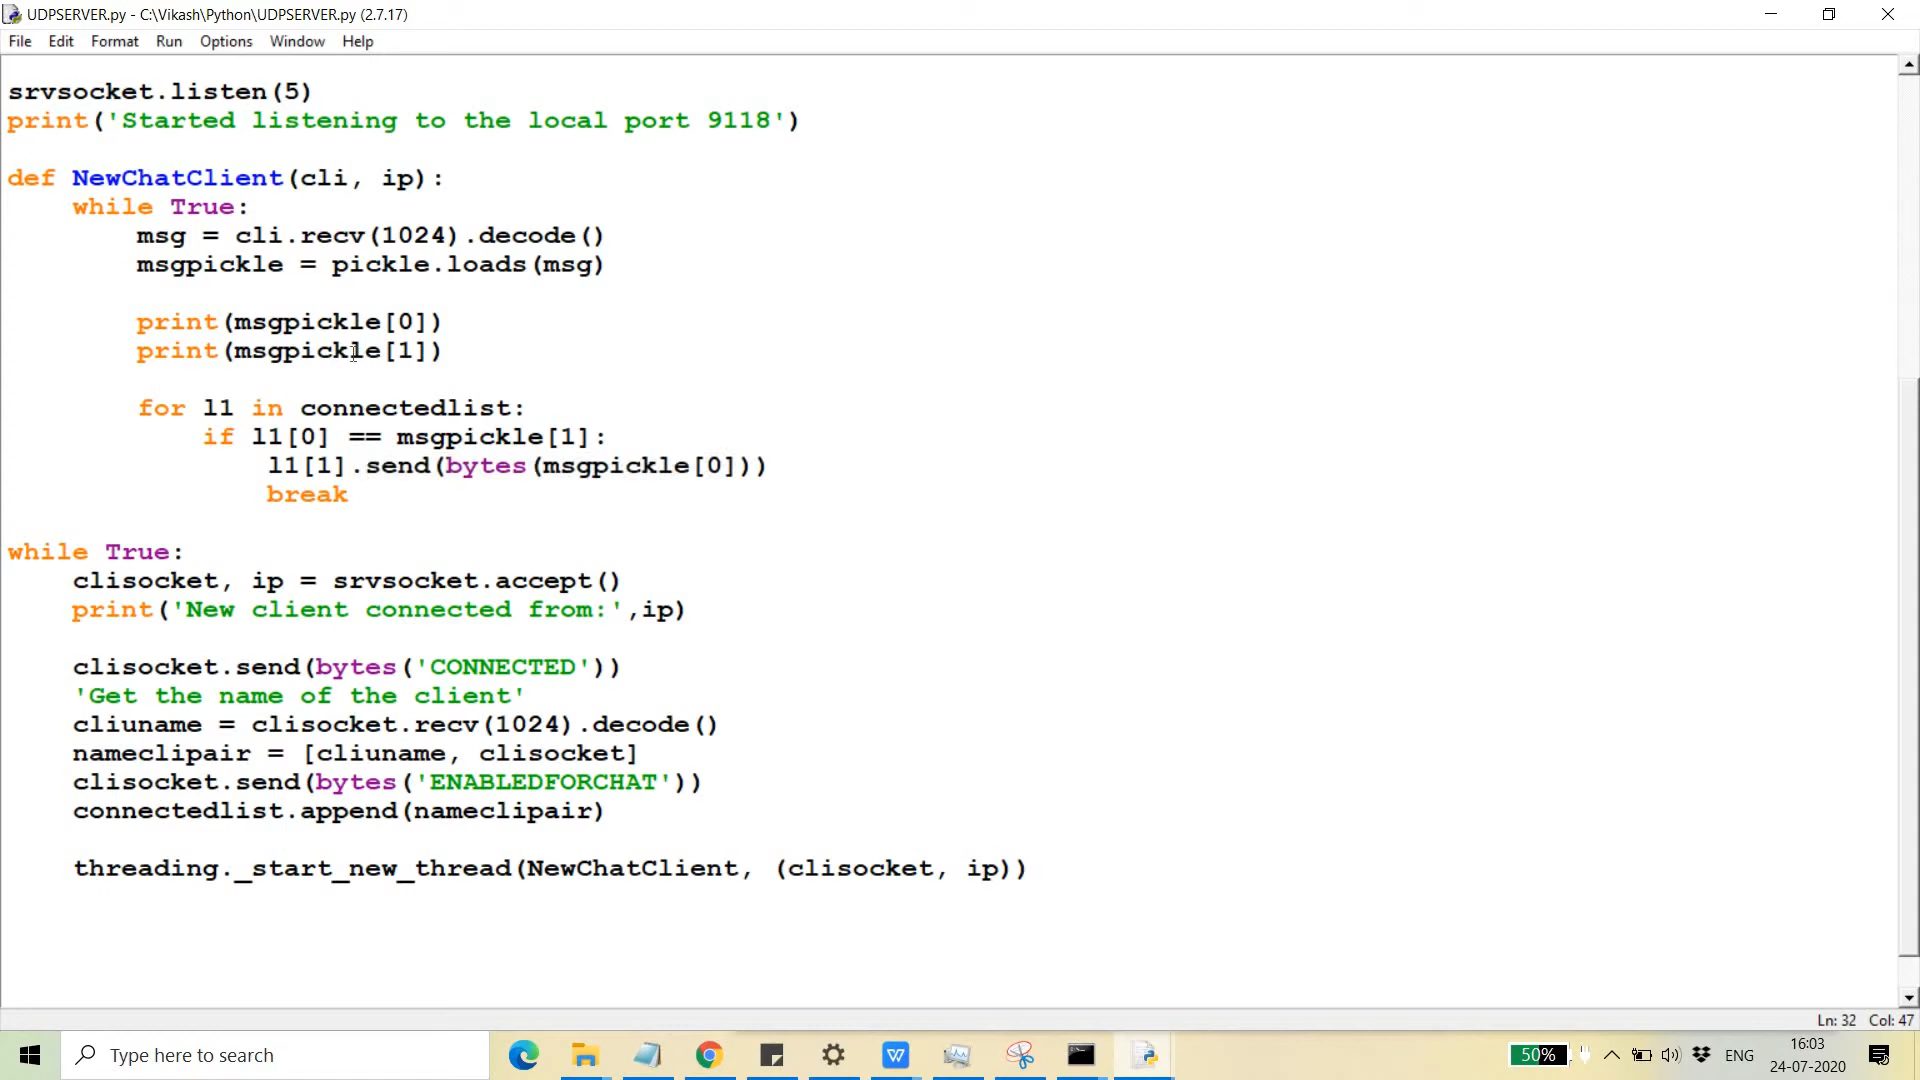 UDPSERVER.py - C:\Vikash\Python\UDPSERVER.py (2.7.17)
File Edit Format Run Options Window Help
srvsocket.listen(5)
print('Started listening to the local port 9118')
def NewChatClient(cli, ip):
    while True:
        msg = cli.recv(1024).decode()
        msgpickle = pickle.loads(msg)
        print(msgpickle[0])
        print(msgpickle[1])
        for l1 in connectedlist:
            if l1[0] == msgpickle[1]:
                l1[1].send(bytes(msgpickle[0]))
                break
while True:
    clisocket, ip = srvsocket.accept()
    print('New client connected from:',ip)
    clisocket.send(bytes('CONNECTED'))
    'Get the name of the client'
    cliuname = clisocket.recv(1024).decode()
    nameclipair = [cliuname, clisocket]
    clisocket.send(bytes('ENABLEDFORCHAT'))
    connectedlist.append(nameclipair)
    threading._start_new_thread(NewChatClient, (clisocket, ip))
Ln: 32 Col: 47
Type here to search
W
50%
ENG
16:03
24-07-2020